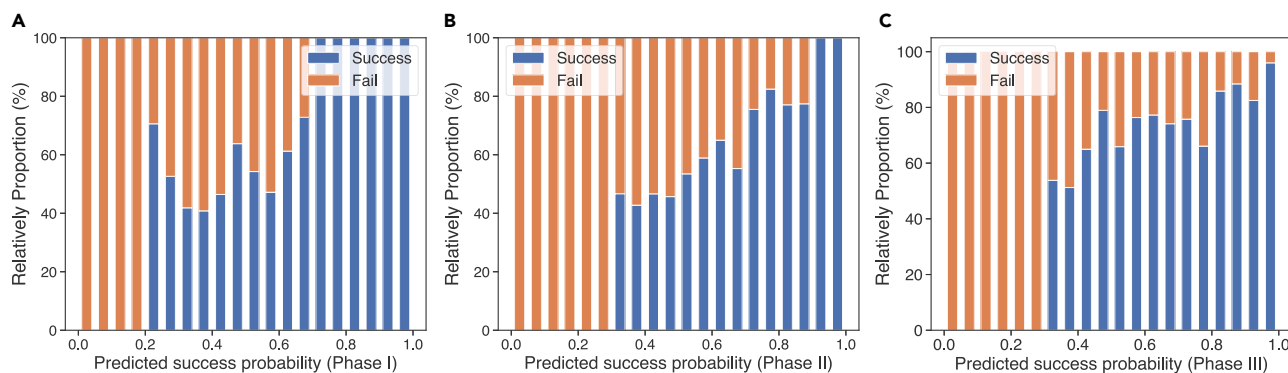 A
Relatively Proportion (%)
100
80
60
40
20
0
Success
Fail
0.0 0.2 0.4 0.6 0.8 1.0
Predicted success probability (Phase I)
B
Relatively Proportion (%)
100
80
60
40
20
0
Success
Fail
0.0 0.2 0.4 0.6 0.8 1.0
Predicted success probability (Phase II)
C
Relatively Proportion (%)
100
80
60
40
20
0
Success
Fail
0.0 0.2 0.4 0.6 0.8 1.0
Predicted success probability (Phase III)